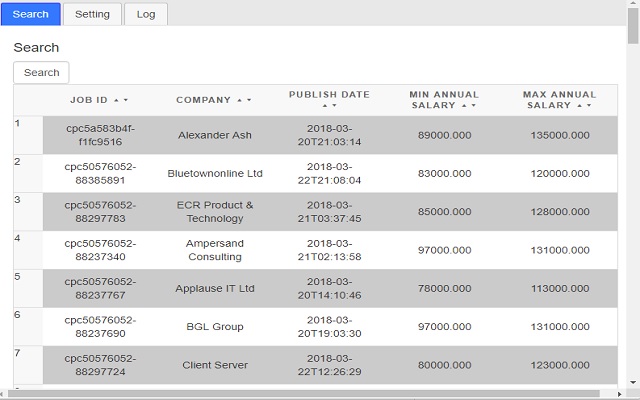 Search Setting Log
Search
Search
JOB ID COMPANY PUBLISH DATE MIN ANNUAL SALARY MAX ANNUAL SALARY
1 cpc5a583b4f-f1fc9516 Alexander Ash 2018-03-20T21:03:14 89000.000 135000.000
2 cpc50576052-88385891 Bluetownonline Ltd 2018-03-22T21:08:04 83000.000 120000.000
3 cpc50576052-88297783 ECR Product & Technology 2018-03-21T03:37:45 85000.000 128000.000
4 cpc50576052-88237340 Ampersand Consulting 2018-03-21T02:13:58 97000.000 131000.000
5 cpc50576052-88237767 Applause IT Ltd 2018-03-20T14:10:46 78000.000 113000.000
6 cpc50576052-88237690 BGL Group 2018-03-20T19:03:30 97000.000 131000.000
7 cpc50576052-88297724 Client Server 2018-03-22T12:26:29 80000.000 123000.000